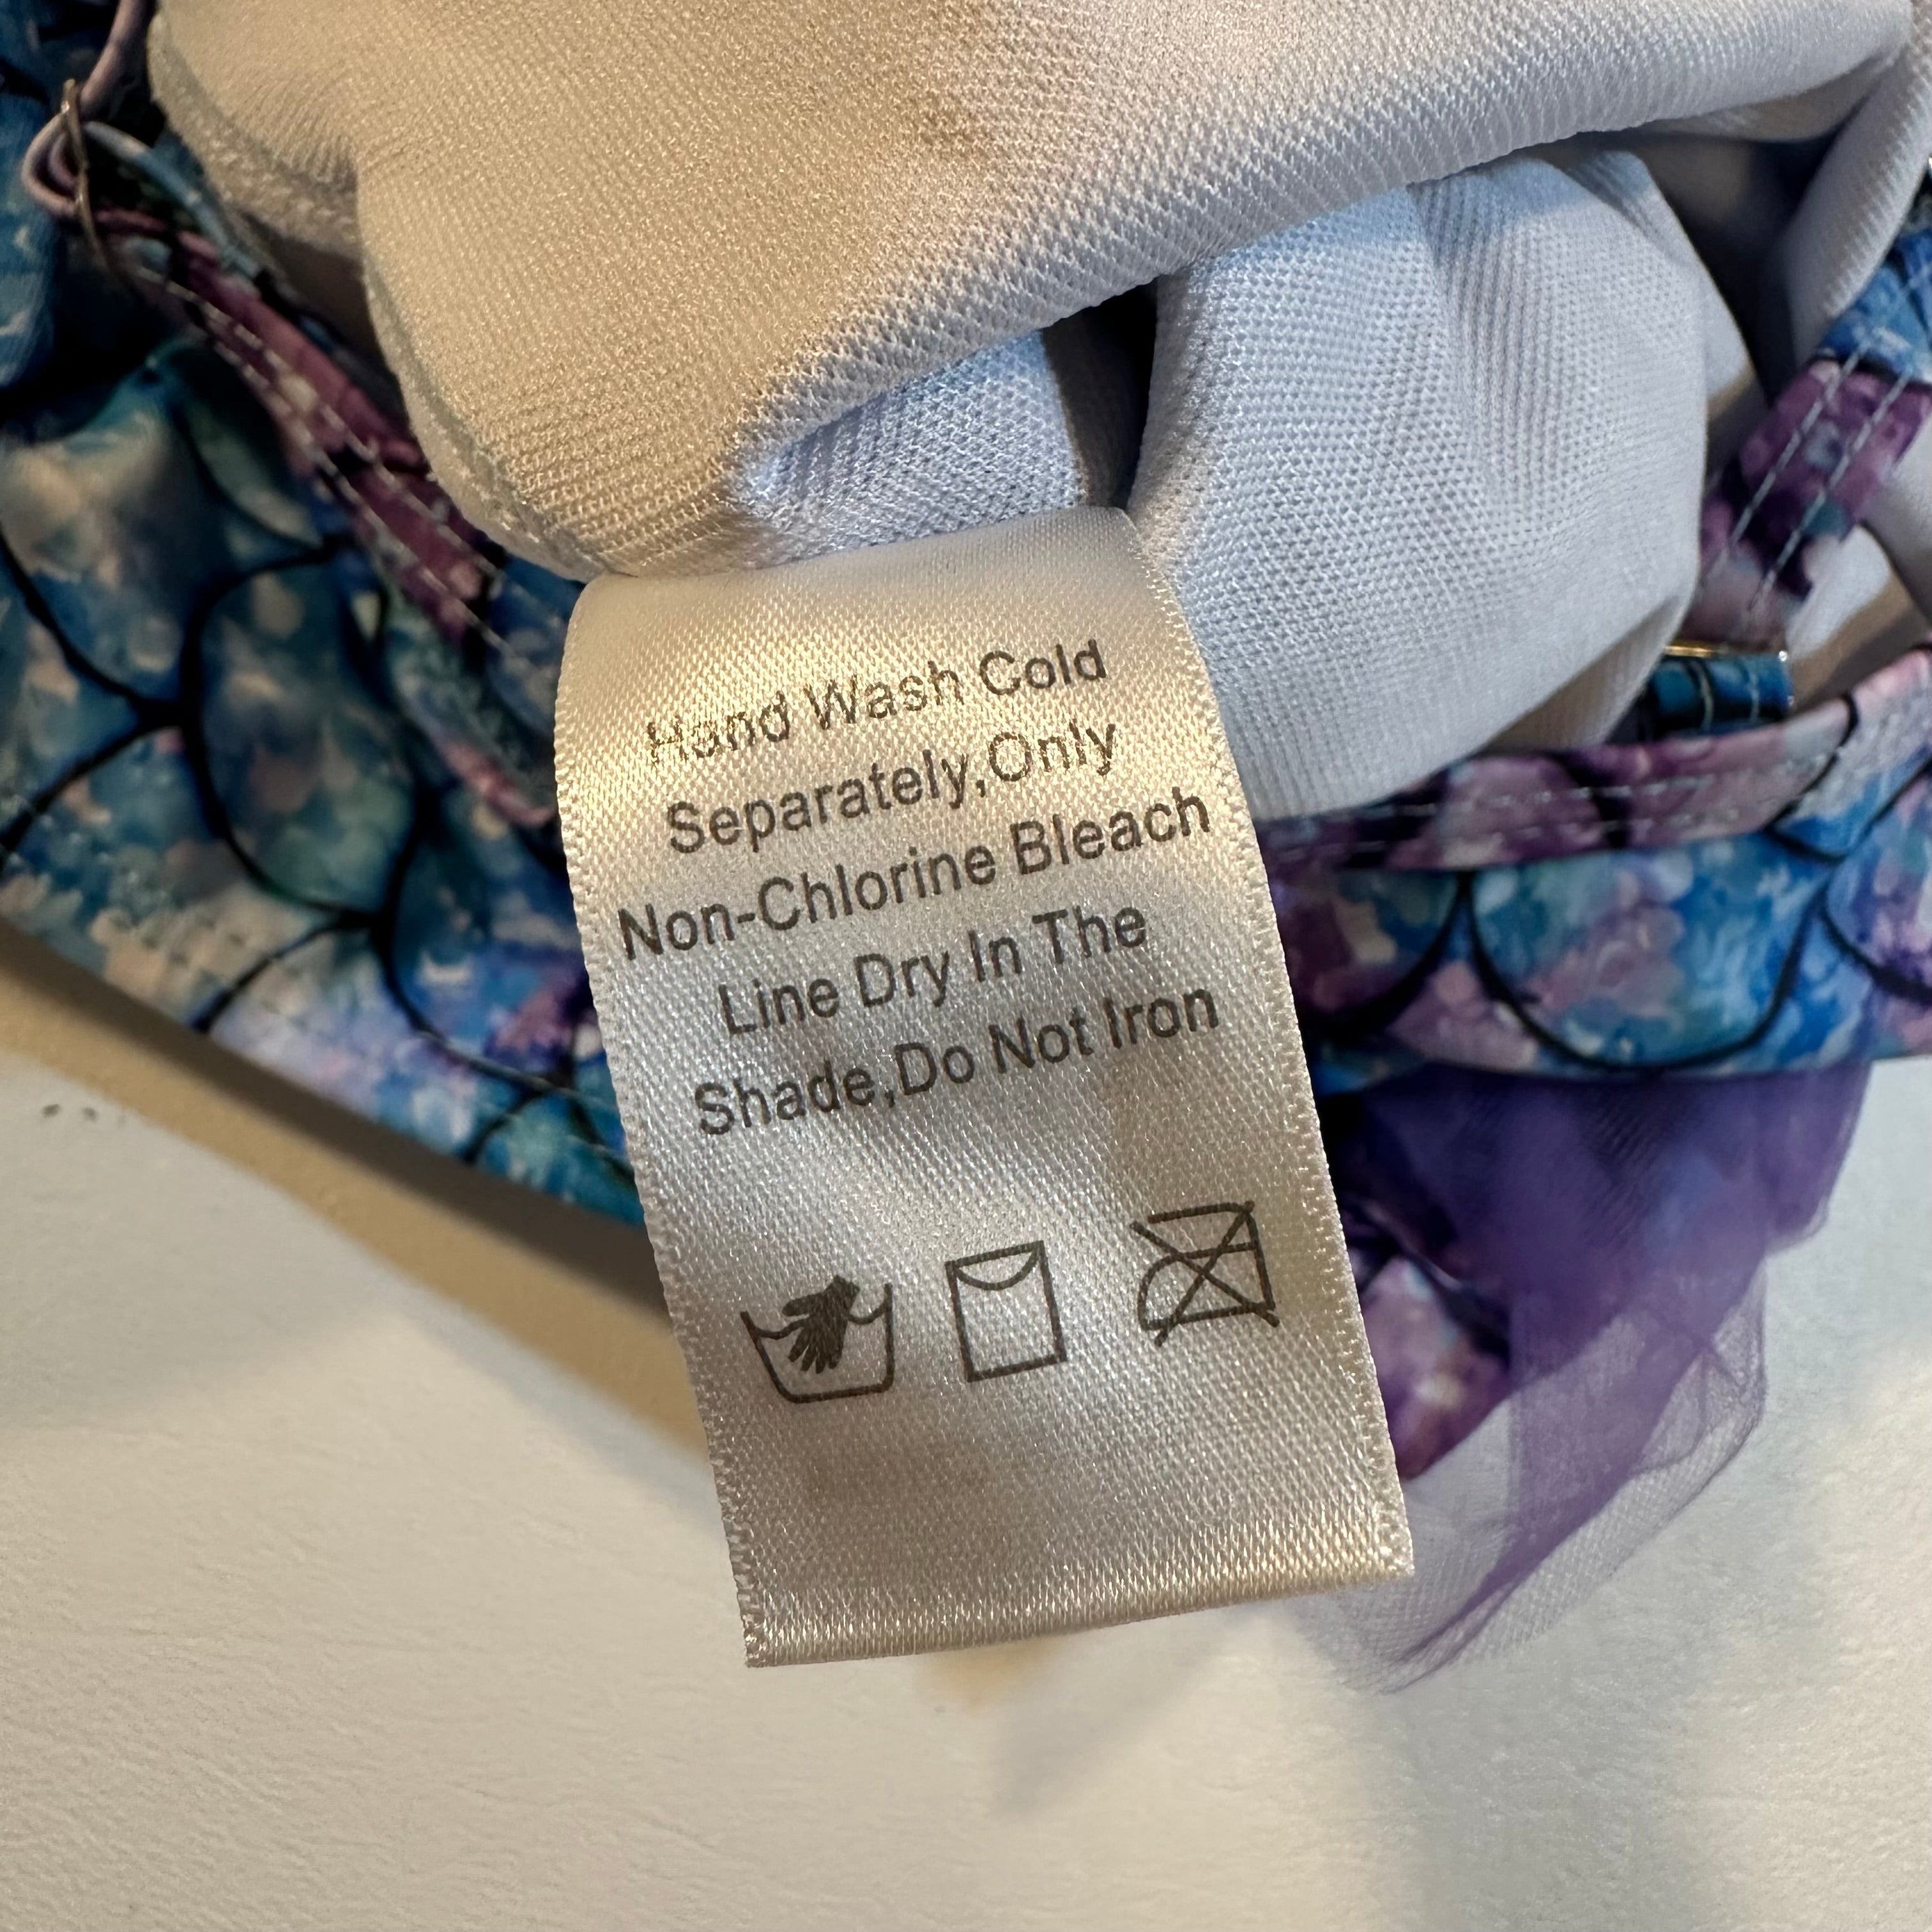 Hand Wash Cold
Separately,Only
Non-Chlorine Bleach
Line Dry In The
Shade,Do Not Iron